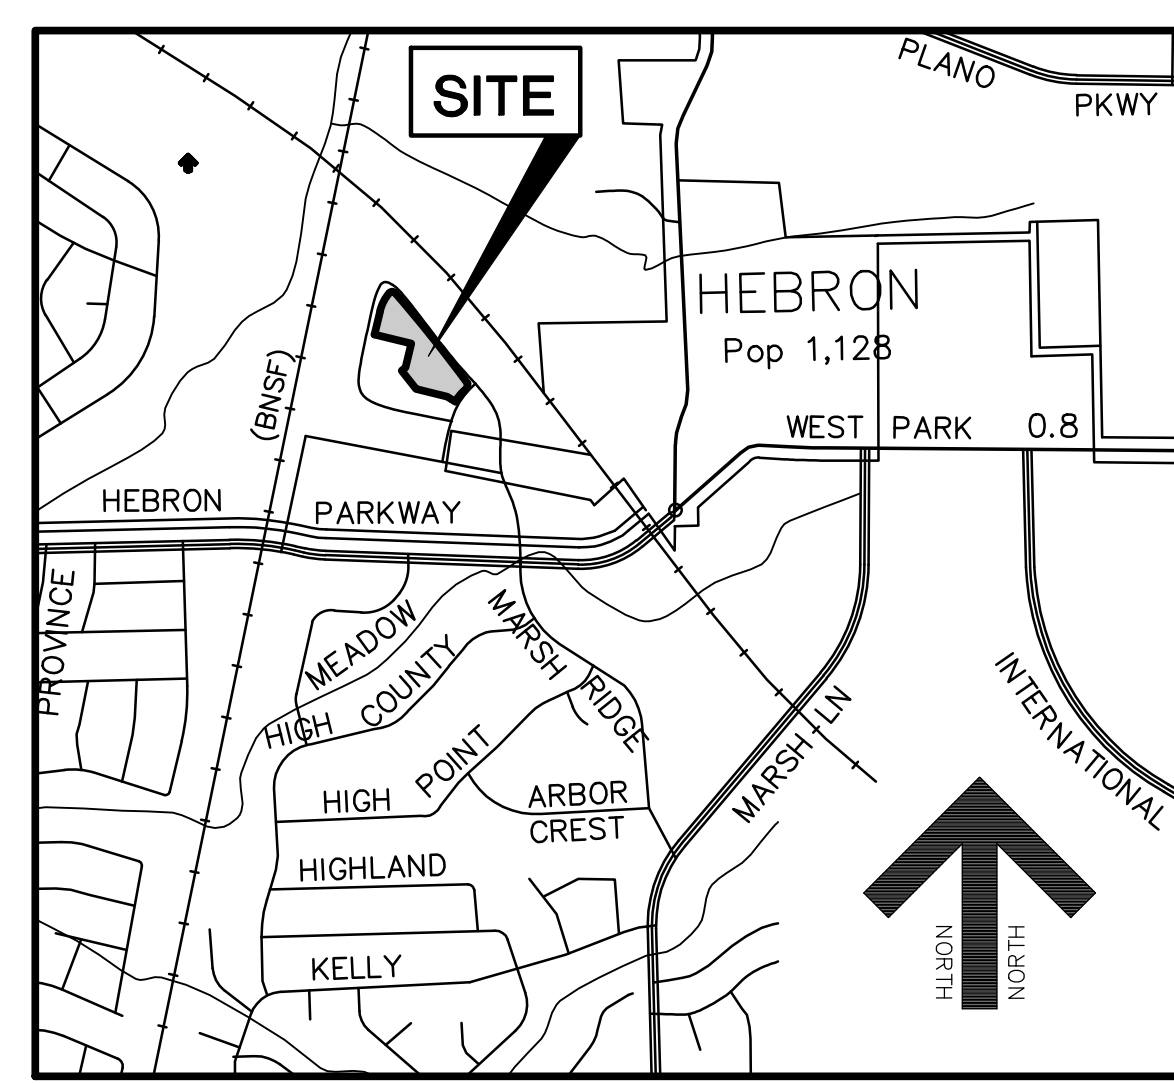 PLANO
PKWY
SITE
HEBRON
Pop 1,128
(BNSF)
WEST PARK 0.8
HEBRON PARKWAY
PROVINCE
MEADOW
MARSH RIDGE
HIGH COUNTY
INTERNATIONAL
MARSH LN
HIGH POINT
ARBOR
CREST
HIGHLAND
KELLY
NORTH
NORTH